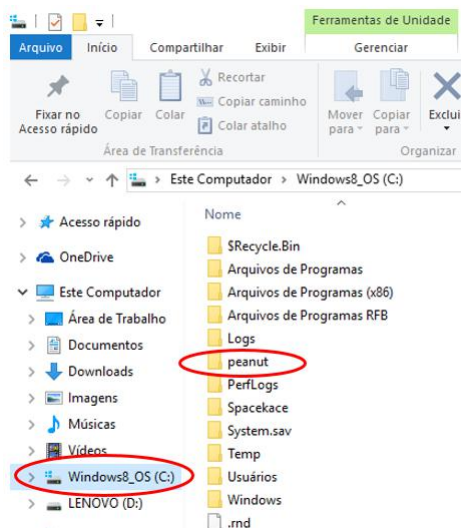 Ferramentas de Unidade
Arquivo Início Compartilhar Exibir Gerenciar
Fixar no
Acesso rápido
Copiar
Colar
Recortar
Copiar caminho
Colar atalho
Mover
para
Copiar
para
Exclui
Área de Transferência
Organizar
Este Computador Windows8_OS (C:)
Acesso rápido
OneDrive
Este Computador
Área de Trabalho
Documentos
Downloads
Imagens
Músicas
Vídeos
Windows8_OS (C:)
LENOVO (D:)
Nome
$Recycle.Bin
Arquivos de Programas
Arquivos de Programas (x86)
Arquivos de Programas RFB
Logs
peanut
PerfLogs
Spacekace
System.sav
Temp
Usuários
Windows
.rnd